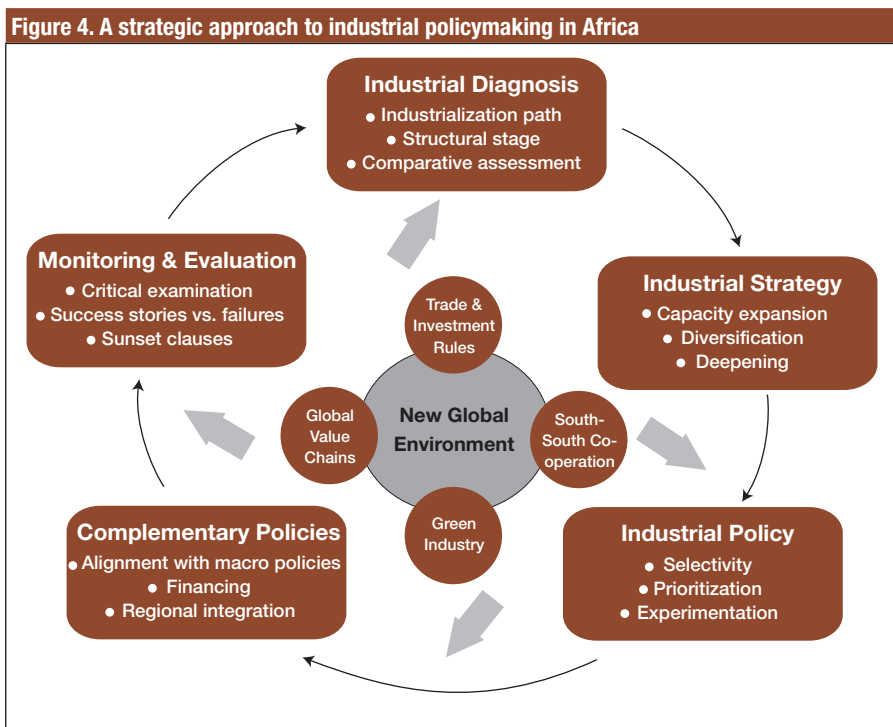 Figure 4. A strategic approach to industrial policymaking in Africa
Industrial Diagnosis
● Industrialization path
● Structural stage
● Comparative assessment
Industrial Strategy
● Capacity expansion
● Diversification
● Deepening
Industrial Policy
● Selectivity
● Prioritization
● Experimentation
Complementary Policies
● Alignment with macro policies
● Financing
● Regional integration
Monitoring & Evaluation
● Critical examination
● Success stories vs. failures
● Sunset clauses
New Global
Environment
Trade &
Investment
Rules
South-
South Co-
operation
Green
Industry
Global
Value
Chains